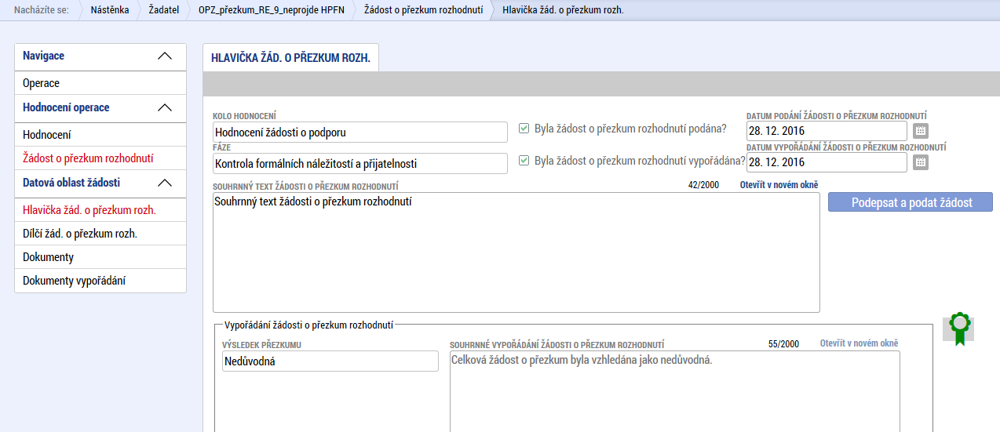 Nacházíte se: Nástěnka Žadatel OPZ_přezkum_RE_9_neprojde HPFN Žádost o přezkum rozhodnutí Hlavička žád. o přezkum rozh.
Navigace
Operace
Hodnocení operace
Hodnocení
Žádost o přezkum rozhodnutí
Datová oblast žádosti
Hlavička žád. o přezkum rozh.
Dílčí žád. o přezkum rozh.
Dokumenty
Dokumenty vypořádání
HLAVIČKA ŽÁD. O PŘEZKUM ROZH.
KOLO HODNOCENÍ
Hodnocení žádosti o podporu
Byla žádost o přezkum rozhodnutí podána?
DATUM PODÁNÍ ŽÁDOSTI O PŘEZKUM ROZHODNUTÍ
28. 12. 2016
FÁZE
Kontrola formálních náležitostí a přijatelnosti
Byla žádost o přezkum rozhodnutí vypořádána?
DATUM VYPOŘÁDÁNÍ ŽÁDOSTI O PŘEZKUM ROZHODNUTÍ
28. 12. 2016
SOUHRNNÝ TEXT ŽÁDOSTI O PŘEZKUM ROZHODNUTÍ 42/2000 Otevřít v novém okně
Souhrnný text žádosti o přezkum rozhodnutí
Podepsat a podat žádost
Vypořádání žádosti o přezkum rozhodnutí
VÝSLEDEK PŘEZKUMU
Nedůvodná
SOUHRNNÉ VYPOŘÁDÁNÍ ŽÁDOSTI O PŘEZKUM ROZHODNUTÍ 55/2000 Otevřít v novém okně
Celková žádost o přezkum byla vzhledána jako nedůvodná.